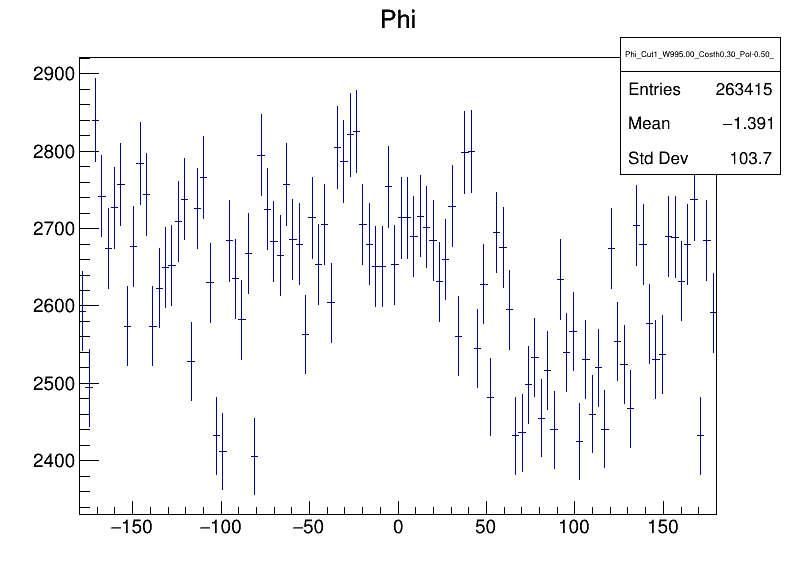 Phi
Phi_Cut1_W995.00_Costh0.30_Pol-0.50_
Entries 263415
Mean −1.391
Std Dev 103.7
2900
2800
2700
2600
2500
2400
−150 −100 −50 0 50 100 150